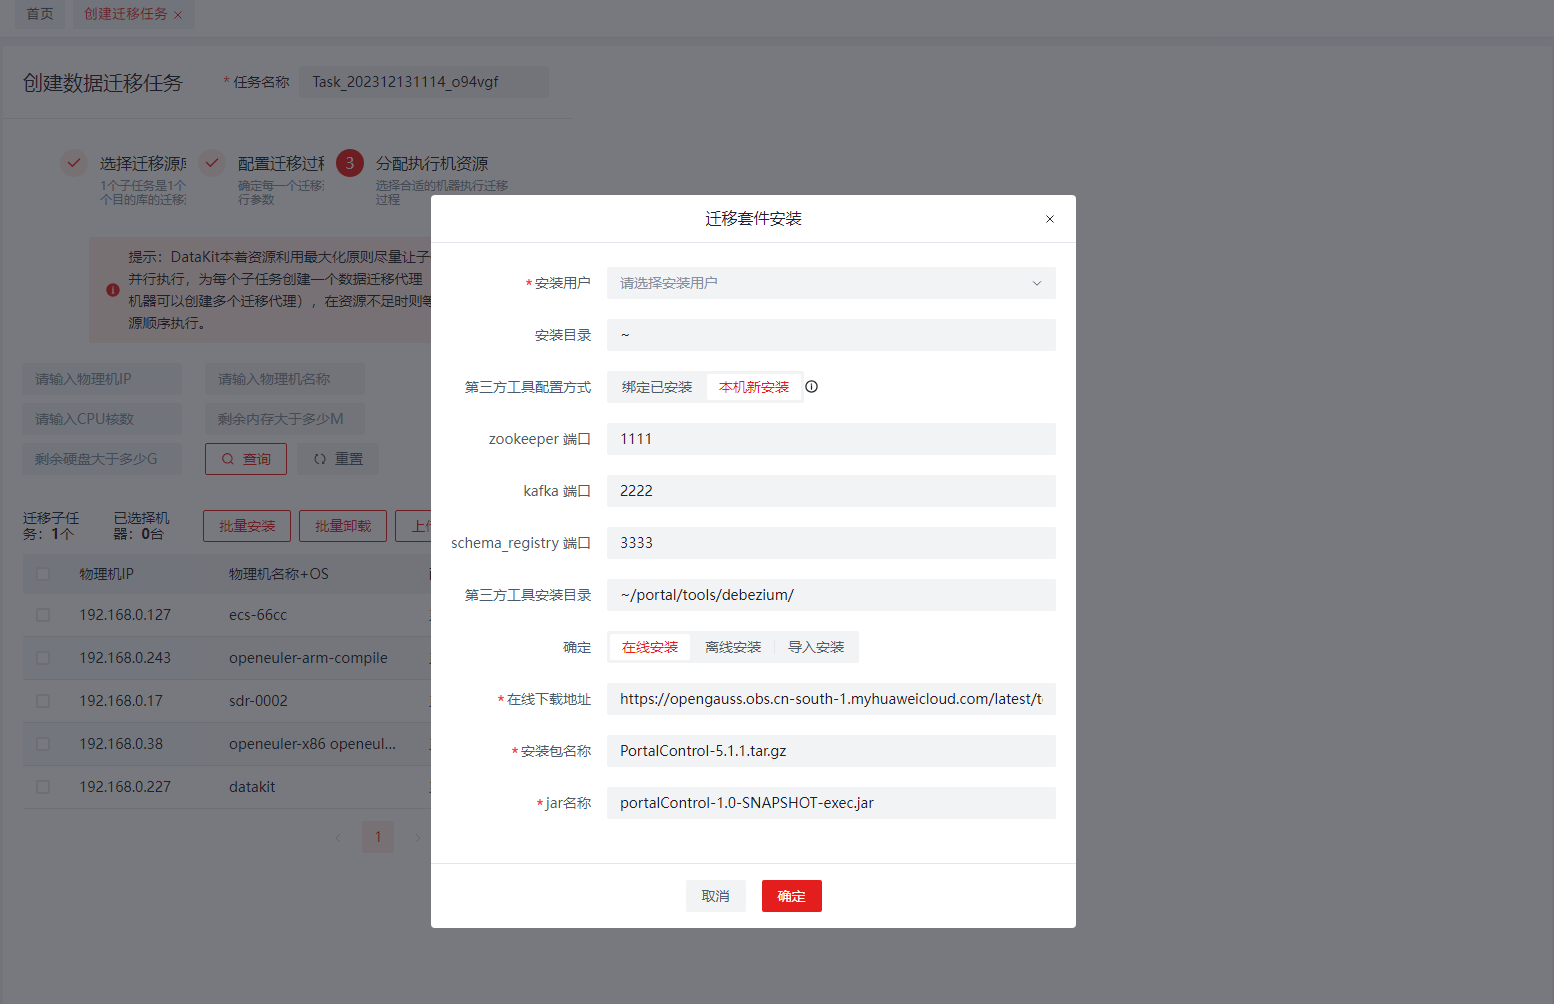 首页
创建迁移任务
创建数据迁移任务
* 任务名称
Task_202312131114_o94vgf
选择迁移源库
1个子任务是1个
个目的库的迁移
配置迁移过程
确定每一个迁移
行参数
3
分配执行机资源
选择合适的机器执行迁移
过程
提示：DataKit本着资源利用最大化原则尽量让子
并行执行，为每个子任务创建一个数据迁移代理
机器可以创建多个迁移代理），在资源不足时则等
源顺序执行。
请输入物理机IP
请输入物理机名称
请输入CPU核数
剩余内存大于多少M
剩余硬盘大于多少G
查询
重置
迁移子任
务：1个
已选择机
器：0台
批量安装
批量卸载
上传
物理机IP
物理机名称+OS
192.168.0.127
ecs-66cc
192.168.0.243
openeuler-arm-compile
192.168.0.17
sdr-0002
192.168.0.38
openeuler-x86 openeul...
192.168.0.227
datakit
1
迁移套件安装
* 安装用户
请选择安装用户
安装目录
~
第三方工具配置方式
绑定已安装
本机新安装
zookeeper 端口
1111
kafka 端口
2222
schema_registry 端口
3333
第三方工具安装目录
~/portal/tools/debezium/
确定
在线安装
离线安装
导入安装
* 在线下载地址
https://opengauss.obs.cn-south-1.myhuaweicloud.com/latest/t
* 安装包名称
PortalControl-5.1.1.tar.gz
* jar名称
portalControl-1.0-SNAPSHOT-exec.jar
取消
确定